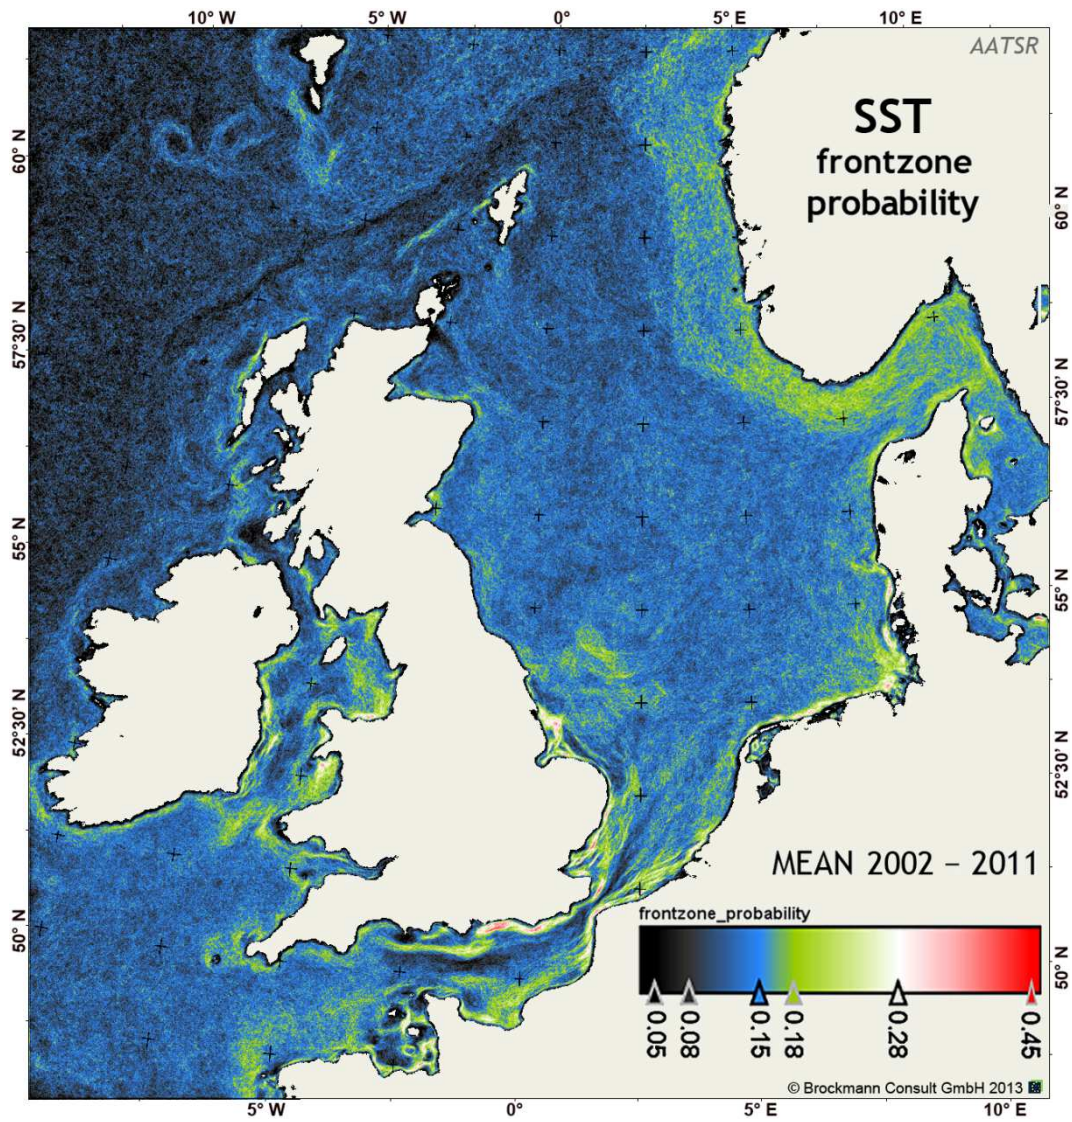 10° W 5° W 0° 5° E 10° E
AATSR
SST
frontzone
probability
60° N
60° N
57°30' N
57°30' N
55° N
55° N
52°30' N
52°30' N
MEAN 2002 – 2011
frontzone_probability
50° N
50° N
0.05 0.08 0.15 0.18 0.28 0.45
© Brockmann Consult GmbH 2013
5° W 0° 5° E 10° E